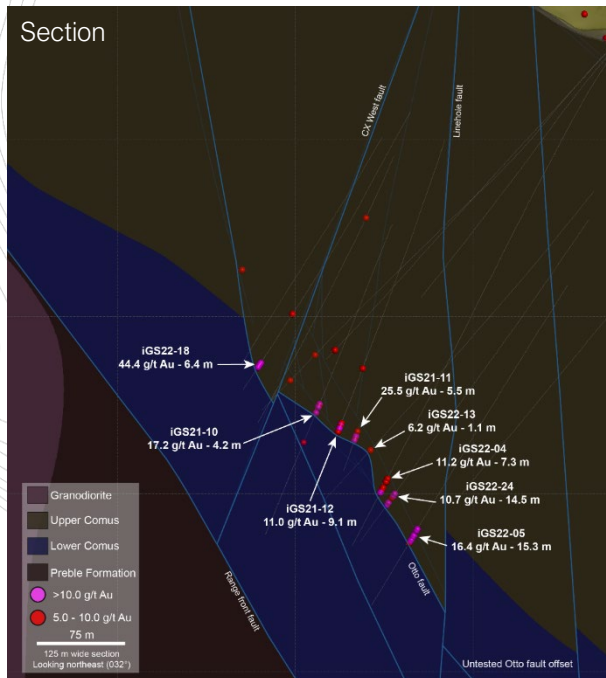 Section
CX West fault
Linehole fault
iGS22-18
44.4 g/t Au - 6.4 m
iGS21-11
25.5 g/t Au - 5.5 m
iGS22-13
6.2 g/t Au - 1.1 m
iGS21-10
17.2 g/t Au - 4.2 m
iGS22-04
11.2 g/t Au - 7.3 m
iGS22-24
10.7 g/t Au - 14.5 m
iGS21-12
11.0 g/t Au - 9.1 m
iGS22-05
16.4 g/t Au - 15.3 m
Otto fault
Range front fault
Granodiorite
Upper Comus
Lower Comus
Preble Formation
>10.0 g/t Au
5.0 - 10.0 g/t Au
75 m
125 m wide section
Looking northeast (032°)
Untested Otto fault offset